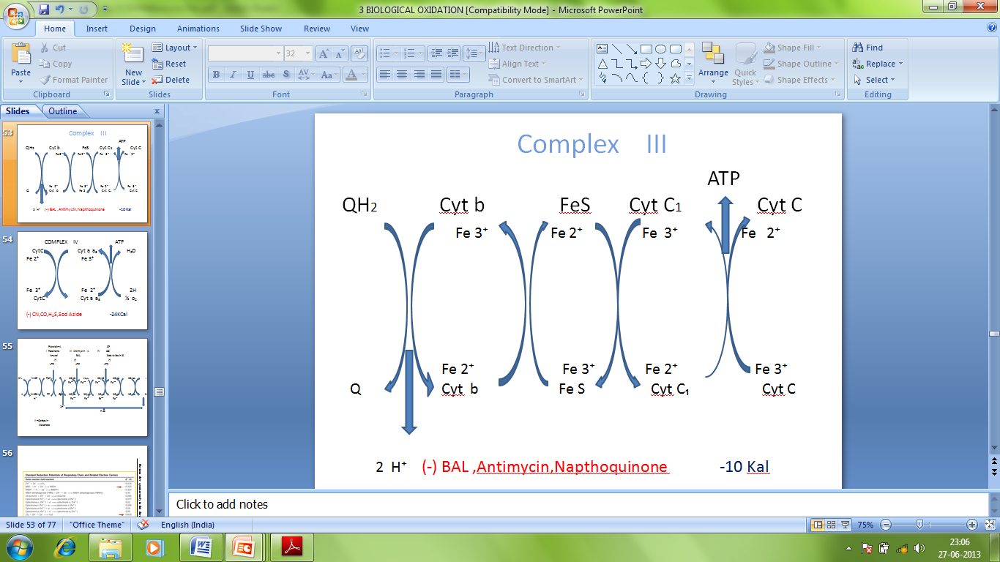 3 BIOLOGICAL OXIDATION [Compatibility Mode] - Microsoft PowerPoint
Home Insert Design Animations Slide Show Review View
Paste
Cut
Copy
Format Painter
Clipboard
New Slide
Layout
Reset
Delete
Slides
32
B I U abc S AV Aa A
Font
Text Direction
Align Text
Convert to SmartArt
Paragraph
Arrange
Quick Styles
Shape Fill
Shape Outline
Shape Effects
Drawing
Find
Replace
Select
Editing
Slides Outline x
53
Complex III
ATP
QH₂ Cyt b FeS Cyt C₁ Cyt C
2 H⁺ (-) BAL ,Antimycin,Napthoquinone -10 Kal
54
COMPLEX IV ATP
CytC Cyt a a₃ H₂O
Fe 2⁺ Fe 3⁺
Fe 3⁺ Fe 2⁺ 2H
CytC Cyt a a₃ ½ O₂
(-) CN,CO,H₂S,Sod Azide -24KCal
55
56
Standard Reduction Potentials of Respiratory Chain and Related Electron Carriers
Complex III
ATP
QH₂ Cyt b FeS Cyt C₁ Cyt C
Fe 3⁺ Fe 2⁺ Fe 3⁺ Fe 2⁺
Fe 2⁺ Fe 3⁺ Fe 2⁺ Fe 3⁺
Q Cyt b Fe S Cyt C₁ Cyt C
2 H⁺ (-) BAL ,Antimycin,Napthoquinone -10 Kal
Click to add notes
Slide 53 of 77 "Office Theme" English (India) 75%
23:06
27-06-2013